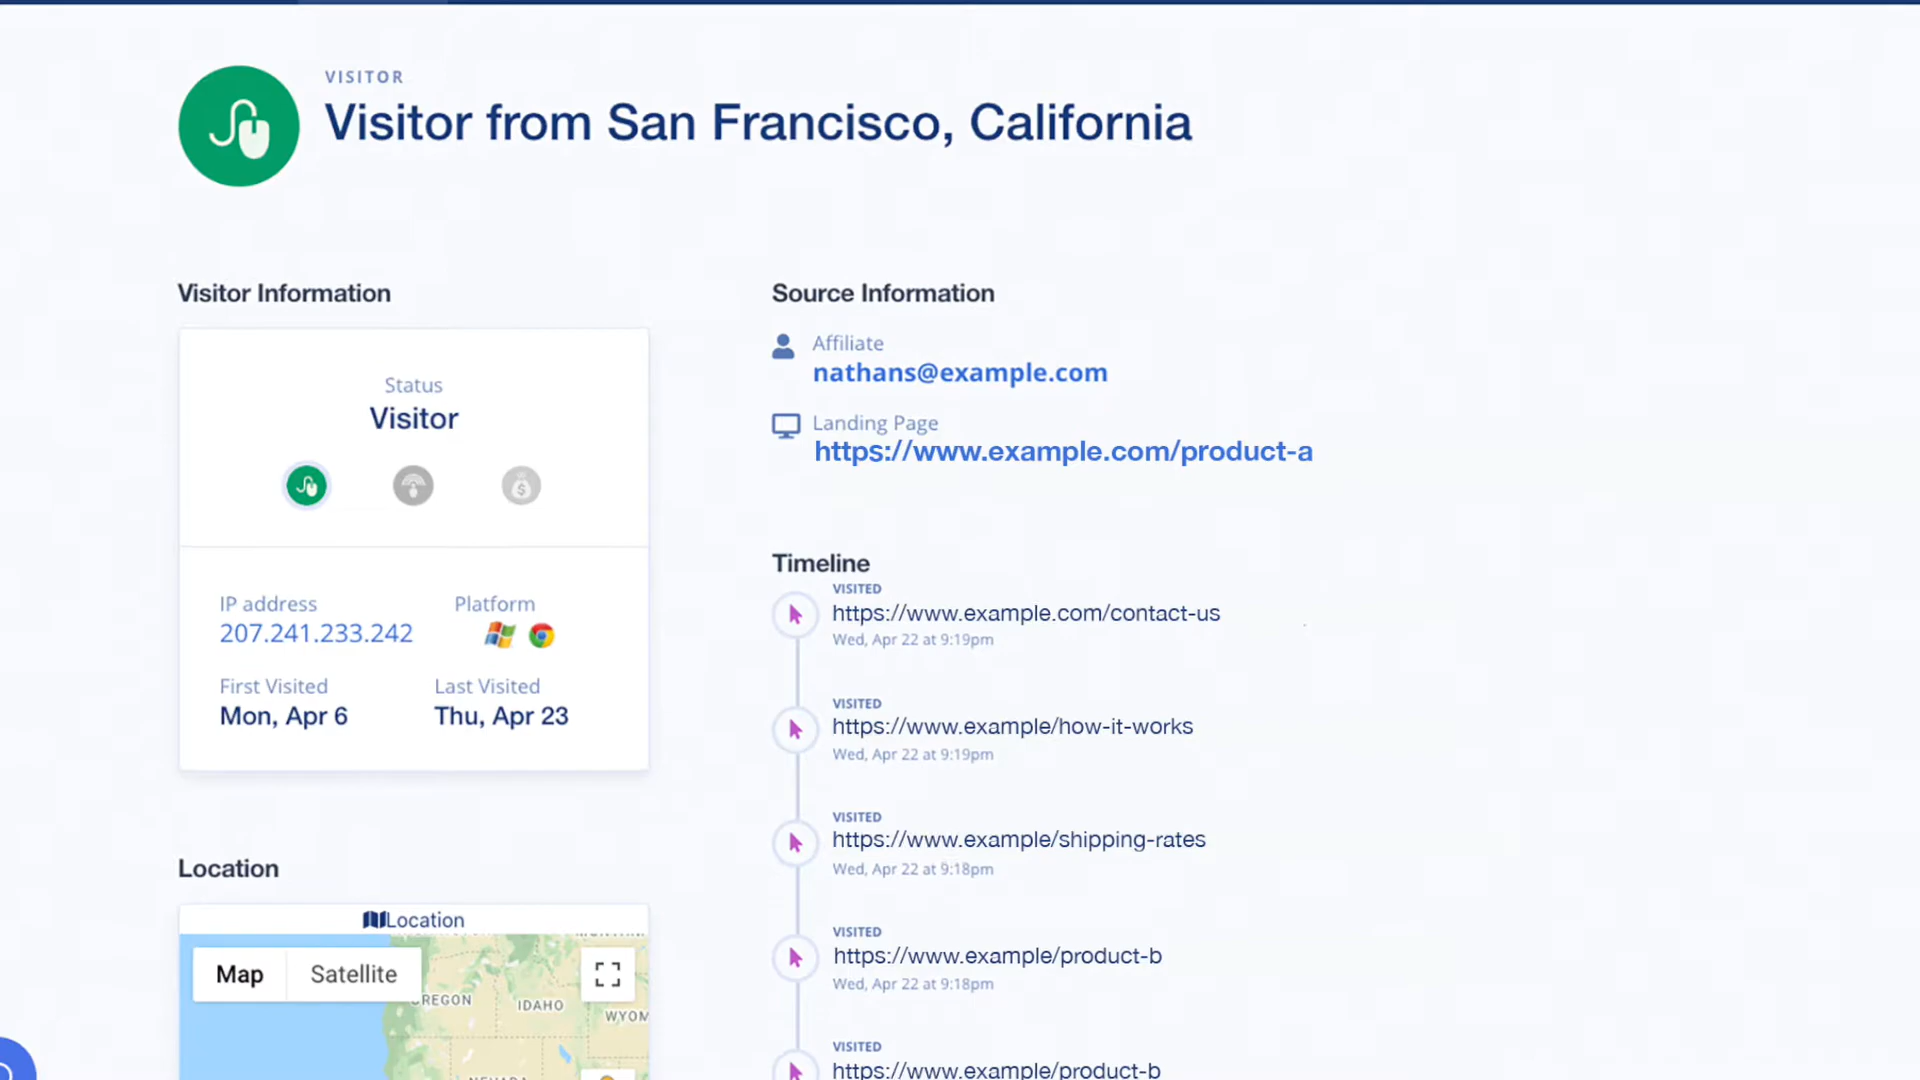 VISITOR
Visitor from San Francisco, California
Visitor Information
Status
Visitor
IP address
207.241.233.242
Platform
First Visited
Mon, Apr 6
Last Visited
Thu, Apr 23
Location
Location
Map
Satellite
OREGON
IDAHO
WYOM
NEVADA
Source Information
Affiliate
nathans@example.com
Landing Page
https://www.example.com/product-a
Timeline
VISITED
https://www.example.com/contact-us
Wed, Apr 22 at 9:19pm
VISITED
https://www.example/how-it-works
Wed, Apr 22 at 9:19pm
VISITED
https://www.example/shipping-rates
Wed, Apr 22 at 9:18pm
VISITED
https://www.example/product-b
Wed, Apr 22 at 9:18pm
VISITED
https://www.example/product-b